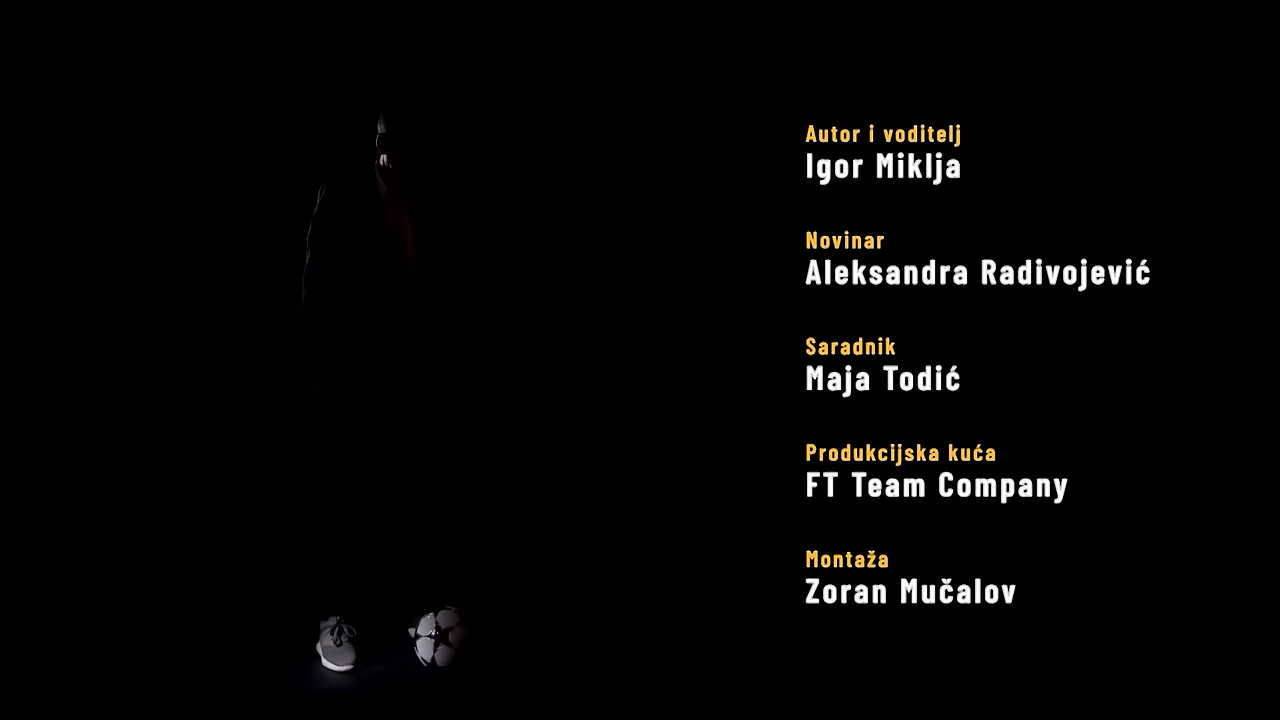 Autor i voditelj
Igor Miklja
Novinar
Aleksandra Radivojević
Saradnik
Maja Todić
Produkcijska kuća
FT Team Company
Montaža
Zoran Mučalov